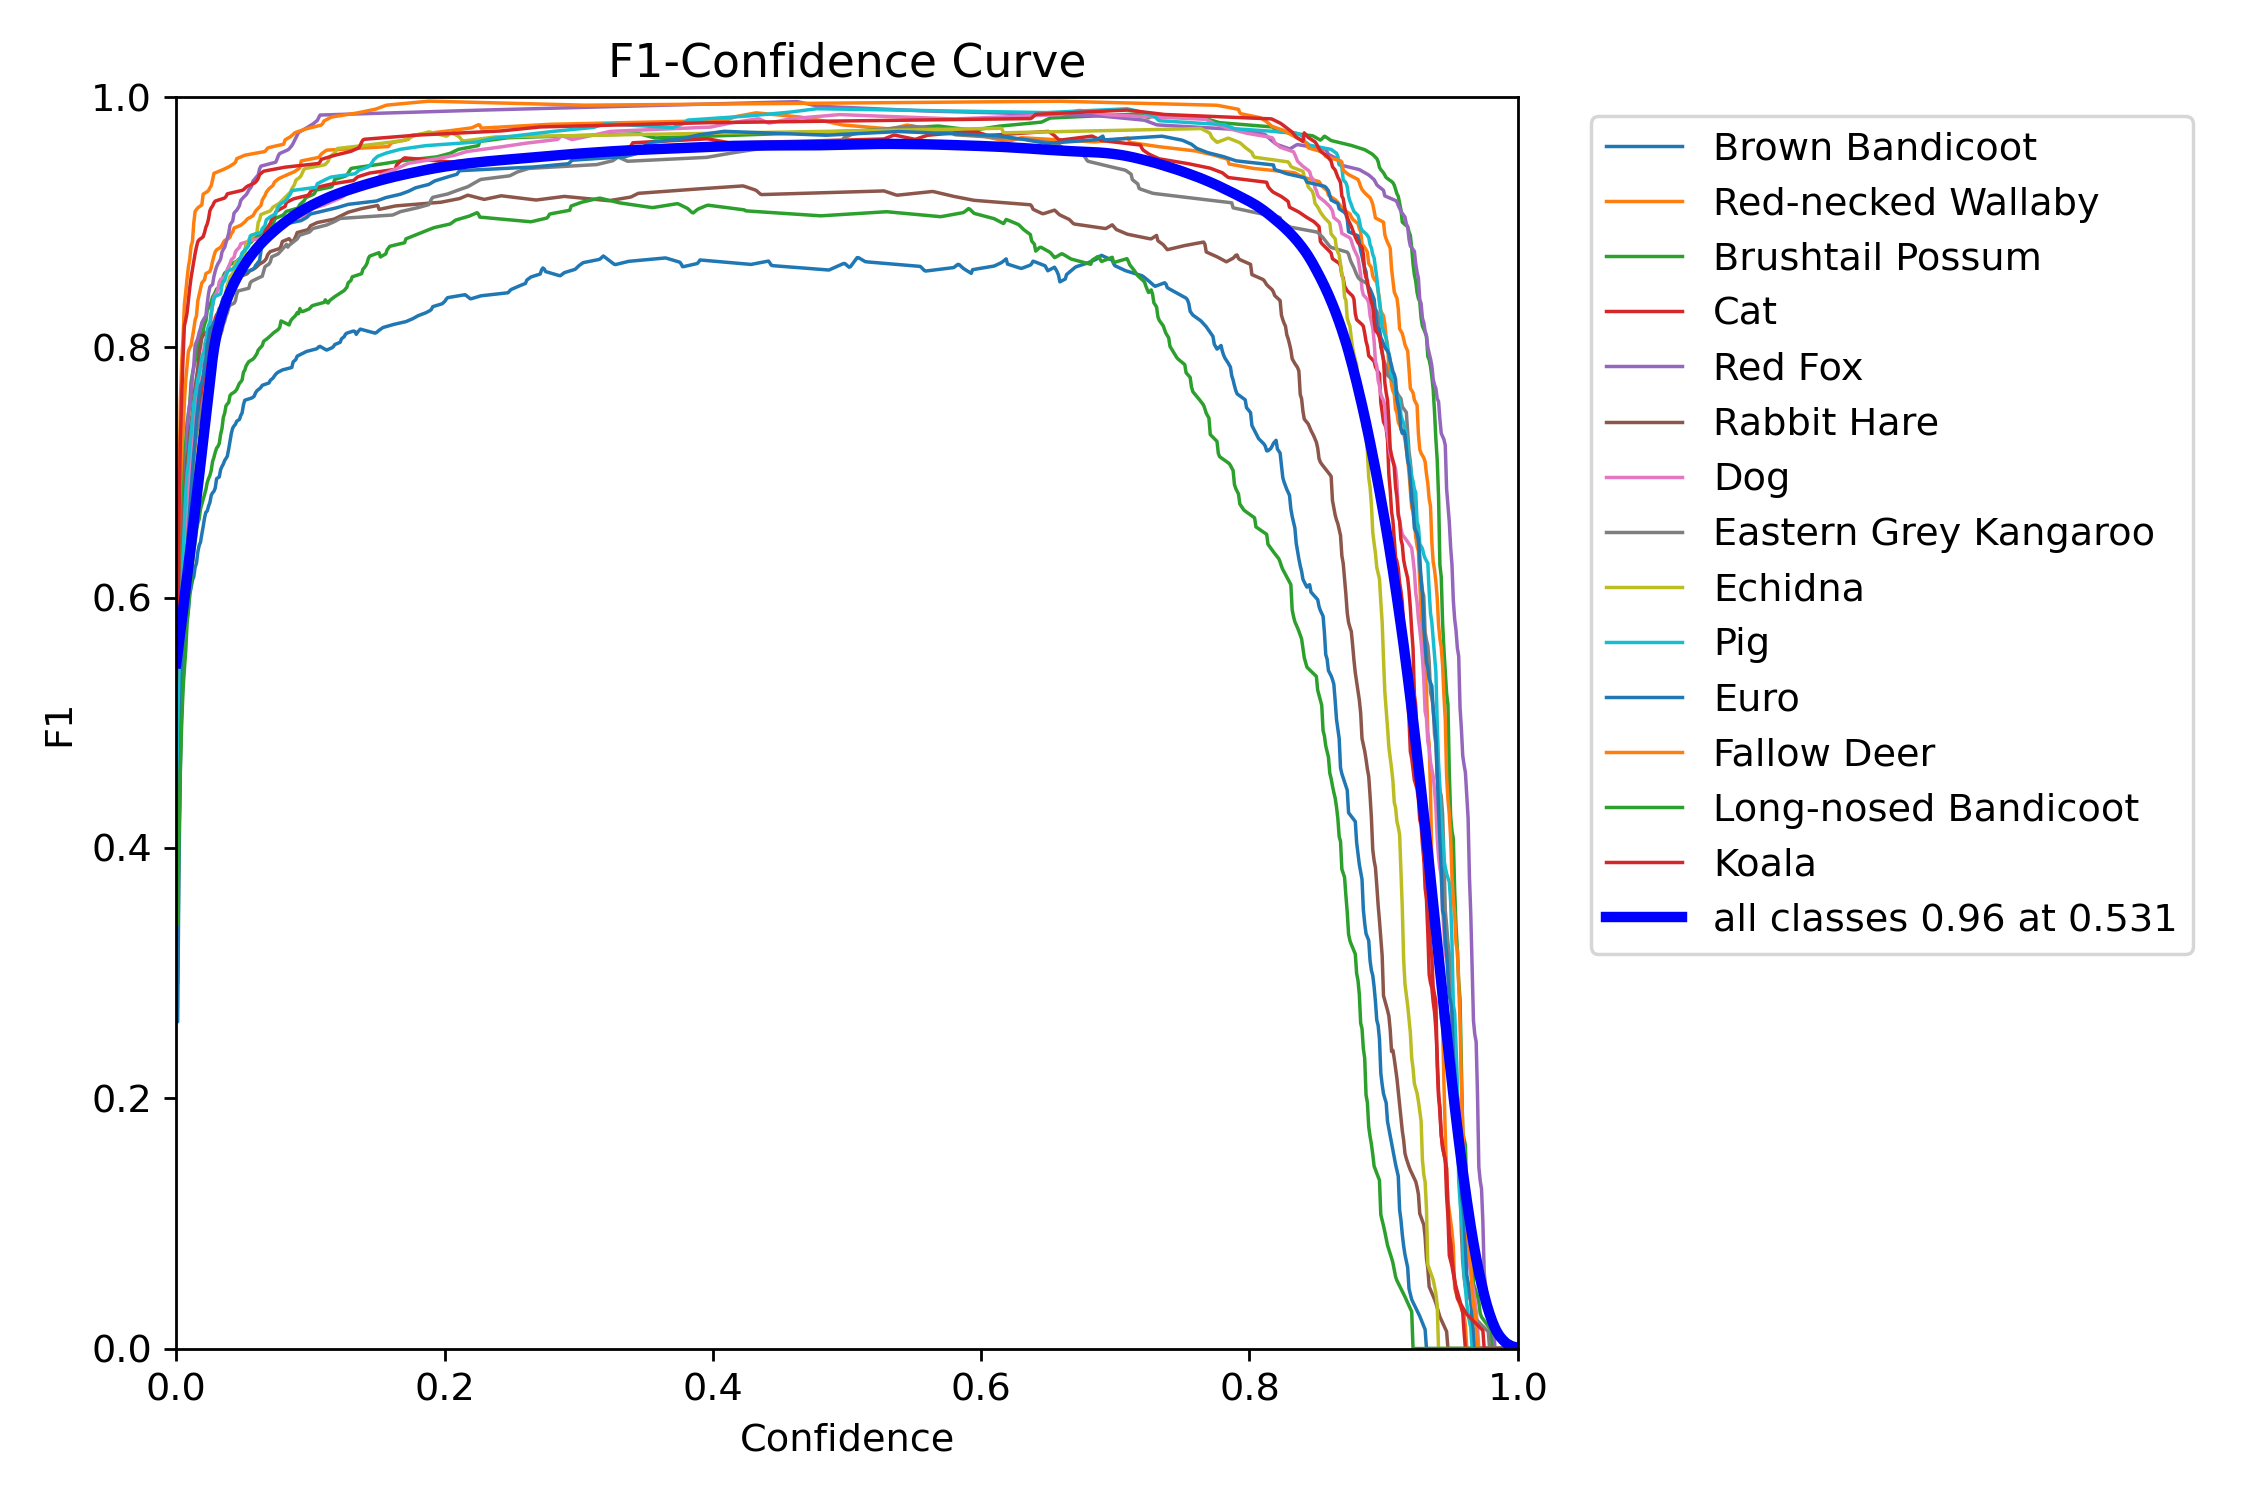 F1-Confidence Curve
1.0
0.8
0.6
0.4
0.2
0.0
F1
0.0 0.2 0.4 0.6 0.8 1.0
Confidence
Brown Bandicoot
Red-necked Wallaby
Brushtail Possum
Cat
Red Fox
Rabbit Hare
Dog
Eastern Grey Kangaroo
Echidna
Pig
Euro
Fallow Deer
Long-nosed Bandicoot
Koala
all classes 0.96 at 0.531